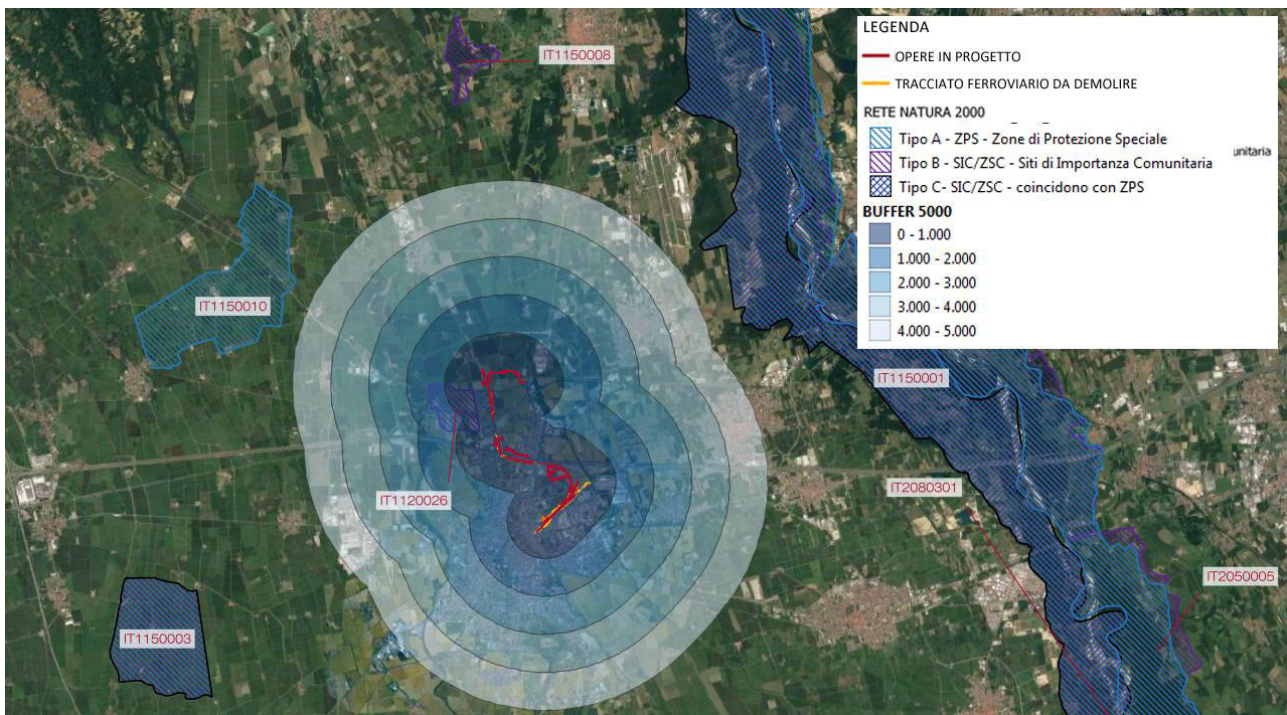 IT1150008
IT1150010
IT1120026
IT1150003
IT1150001
IT2080301
IT2050005
LEGENDA
OPERE IN PROGETTO
TRACCIATO FERROVIARIO DA DEMOLIRE
RETE NATURA 2000
Tipo A - ZPS - Zone di Protezione Speciale
unitaria
Tipo B - SIC/ZSC - Siti di Importanza Comunitaria
Tipo C- SIC/ZSC - coincidono con ZPS
BUFFER 5000
0 - 1.000
1.000 - 2.000
2.000 - 3.000
3.000 - 4.000
4.000 - 5.000